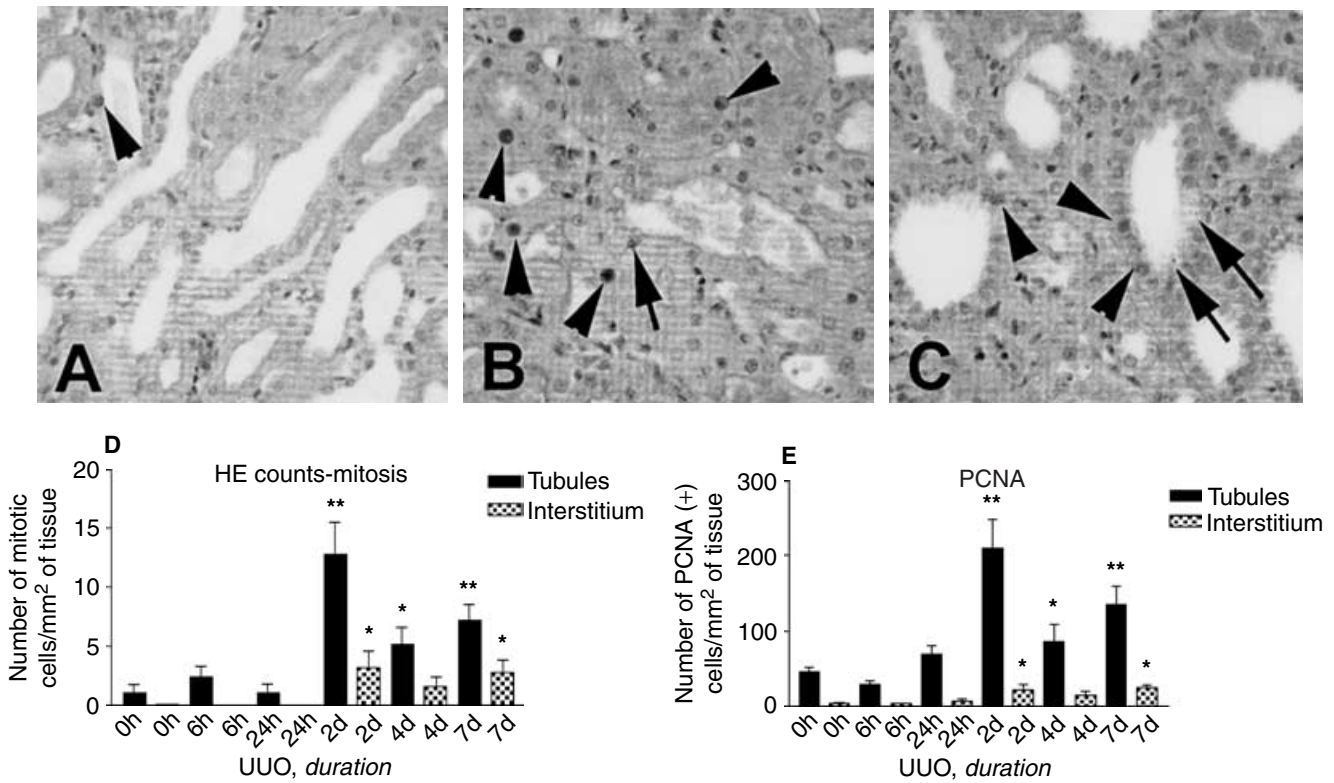 A
B
C
D
HE counts-mitosis
Number of mitotic
cells/mm² of tissue
20
15
10
5
0
**
*
*
**
*
Tubules
Interstitium
0h 0h 6h 6h 24h 24h 2d 2d 4d 4d 7d 7d
UUO, duration
E
PCNA
Number of PCNA (+)
cells/mm² of tissue
300
200
100
0
**
*
*
**
*
Tubules
Interstitium
0h 0h 6h 6h 24h 24h 2d 2d 4d 4d 7d 7d
UUO, duration